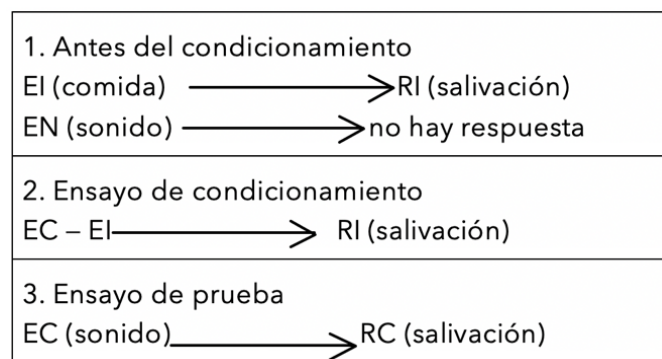 1. Antes del condicionamiento
EI (comida) RI (salivación)
EN (sonido) no hay respuesta
2. Ensayo de condicionamiento
EC – EI RI (salivación)
3. Ensayo de prueba
EC (sonido) RC (salivación)